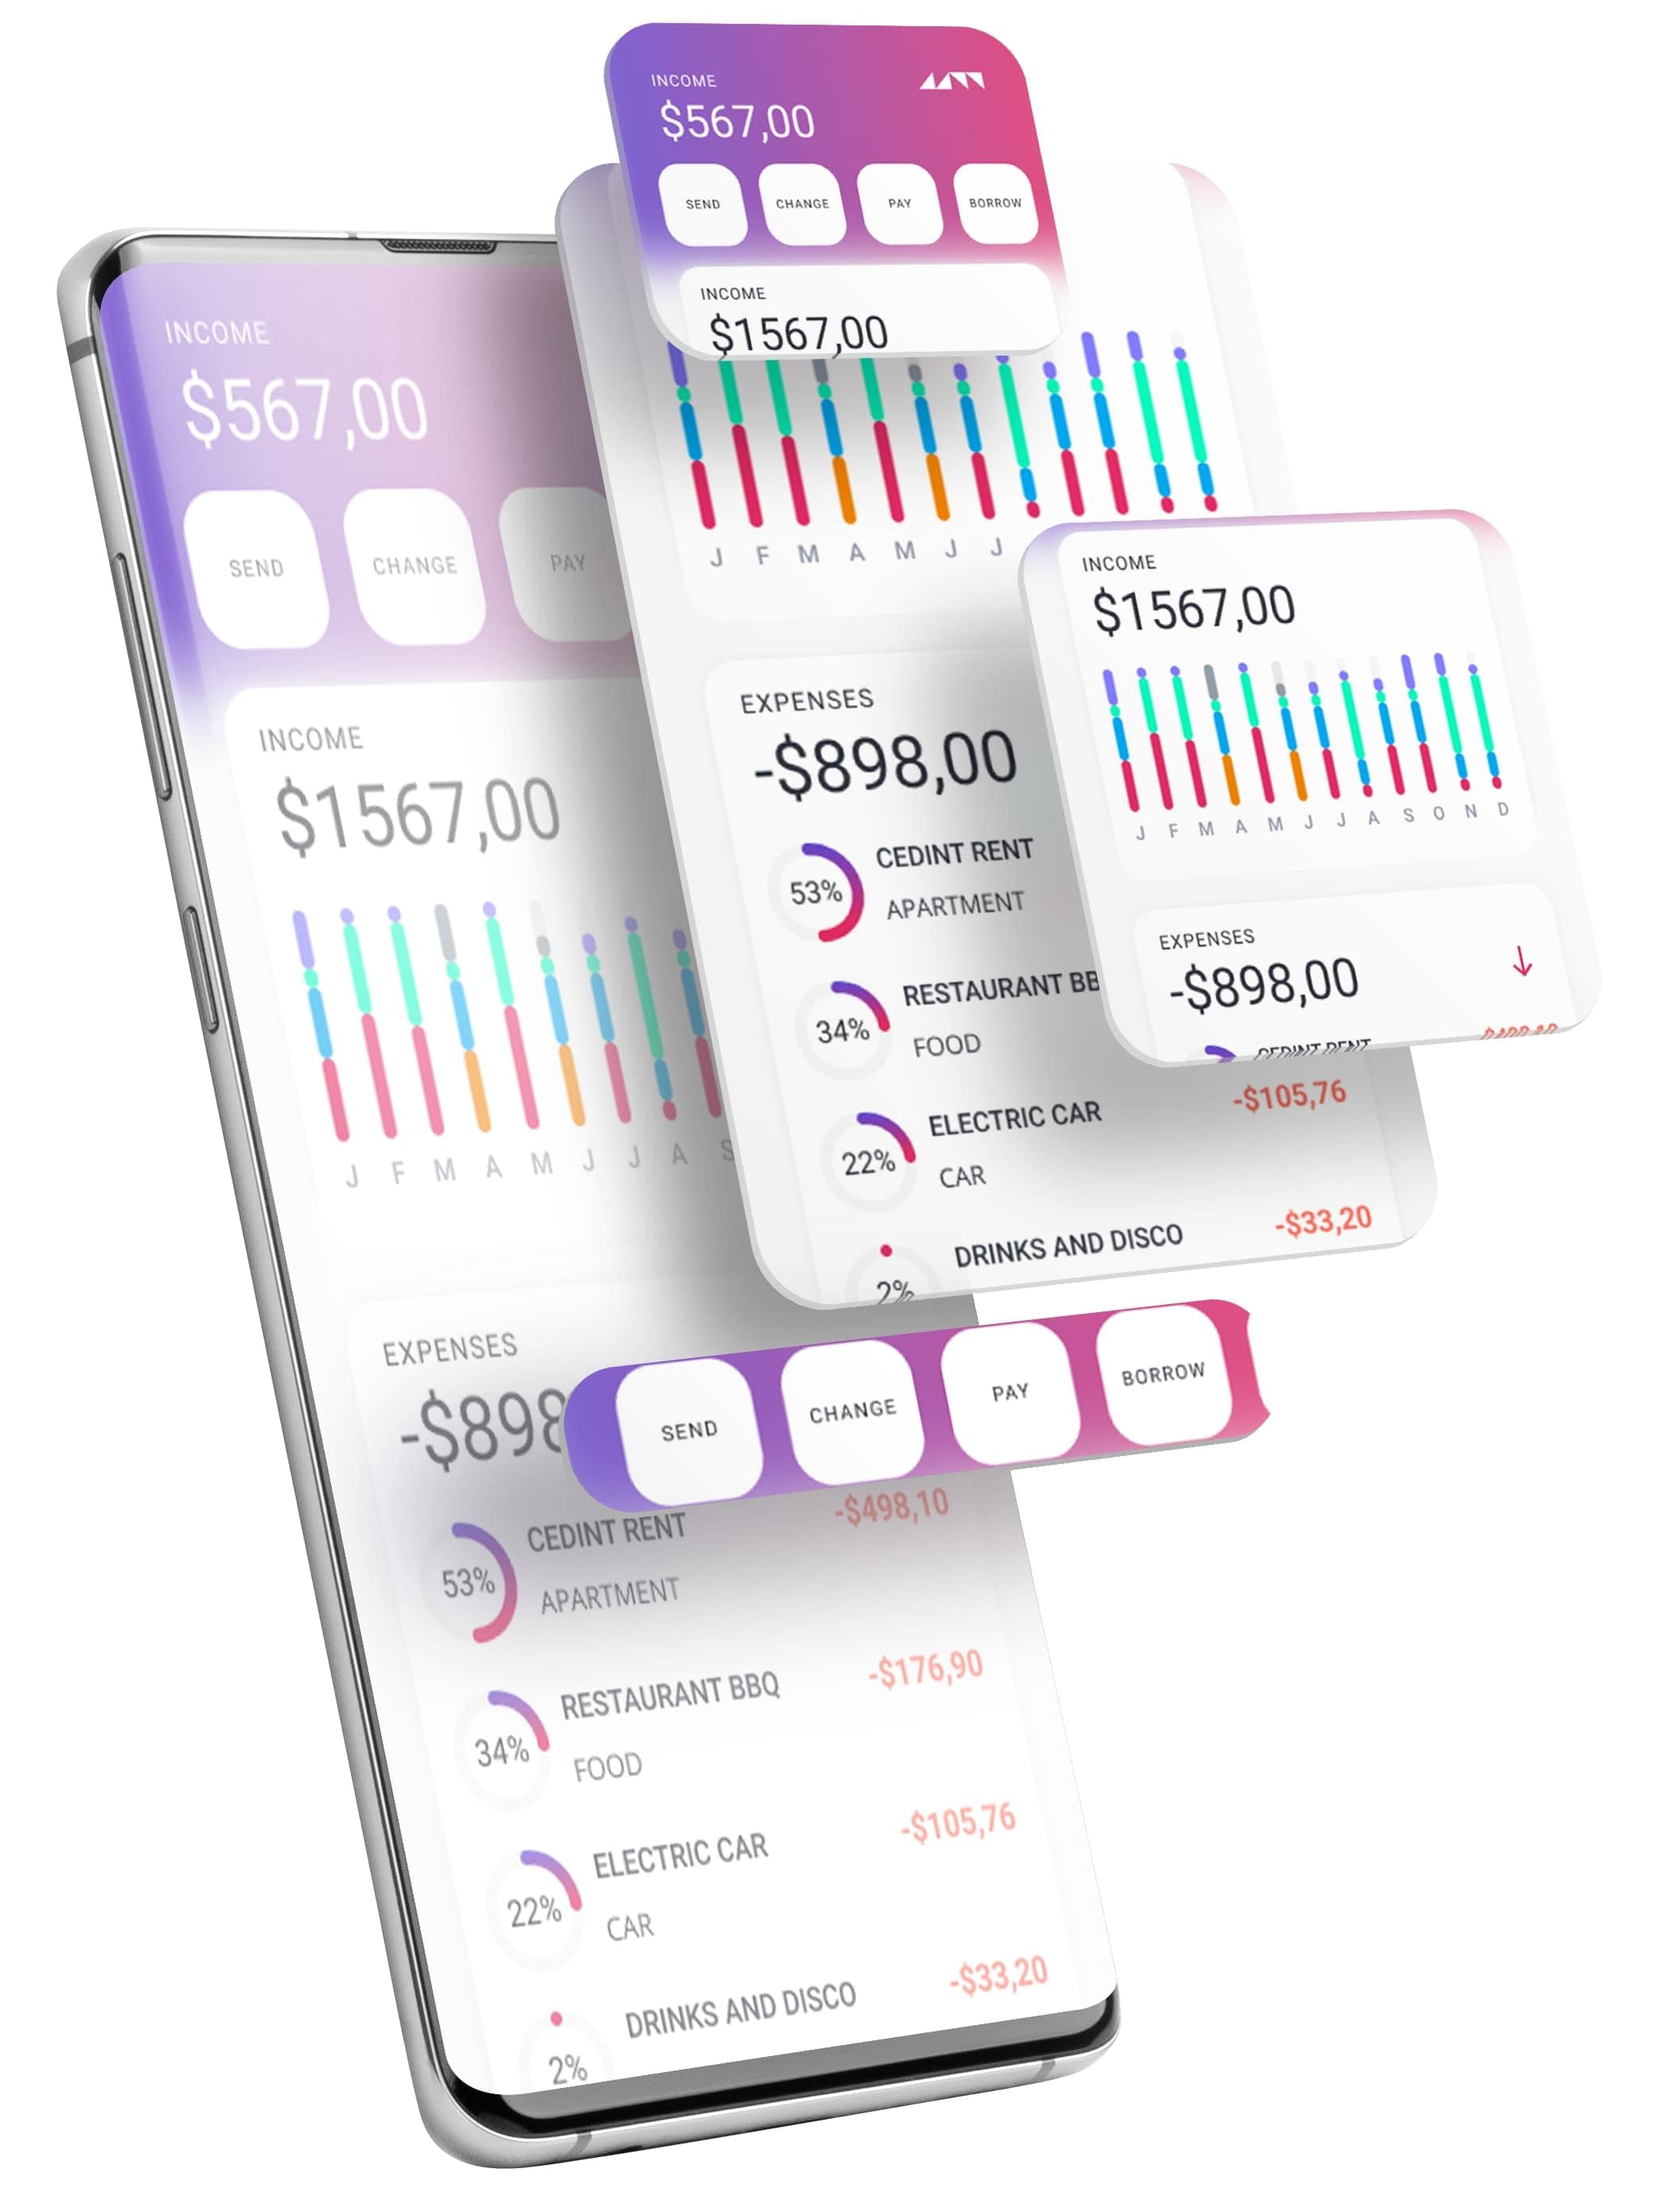 INCOME
$567,00
SEND CHANGE PAY BORROW
INCOME
$1567,00
INCOME
$567,00
SEND CHANGE PAY
INCOME
$1567,00
J F M A M J J A S
EXPENSES
-$898
CEDINT RENT -$498,10
53%
APARTMENT
RESTAURANT BBQ -$176,90
34%
FOOD
ELECTRIC CAR -$105,76
22%
CAR
DRINKS AND DISCO -$33,20
2%
J F M A M J J
EXPENSES
-$898,00
CEDINT RENT
53%
APARTMENT
RESTAURANT BB
34%
FOOD
ELECTRIC CAR -$105,76
22%
CAR
DRINKS AND DISCO -$33,20
2%
INCOME
$1567,00
J F M A M J J A S O N D
EXPENSES
-$898,00
CEDINT RENT
SEND CHANGE PAY BORROW